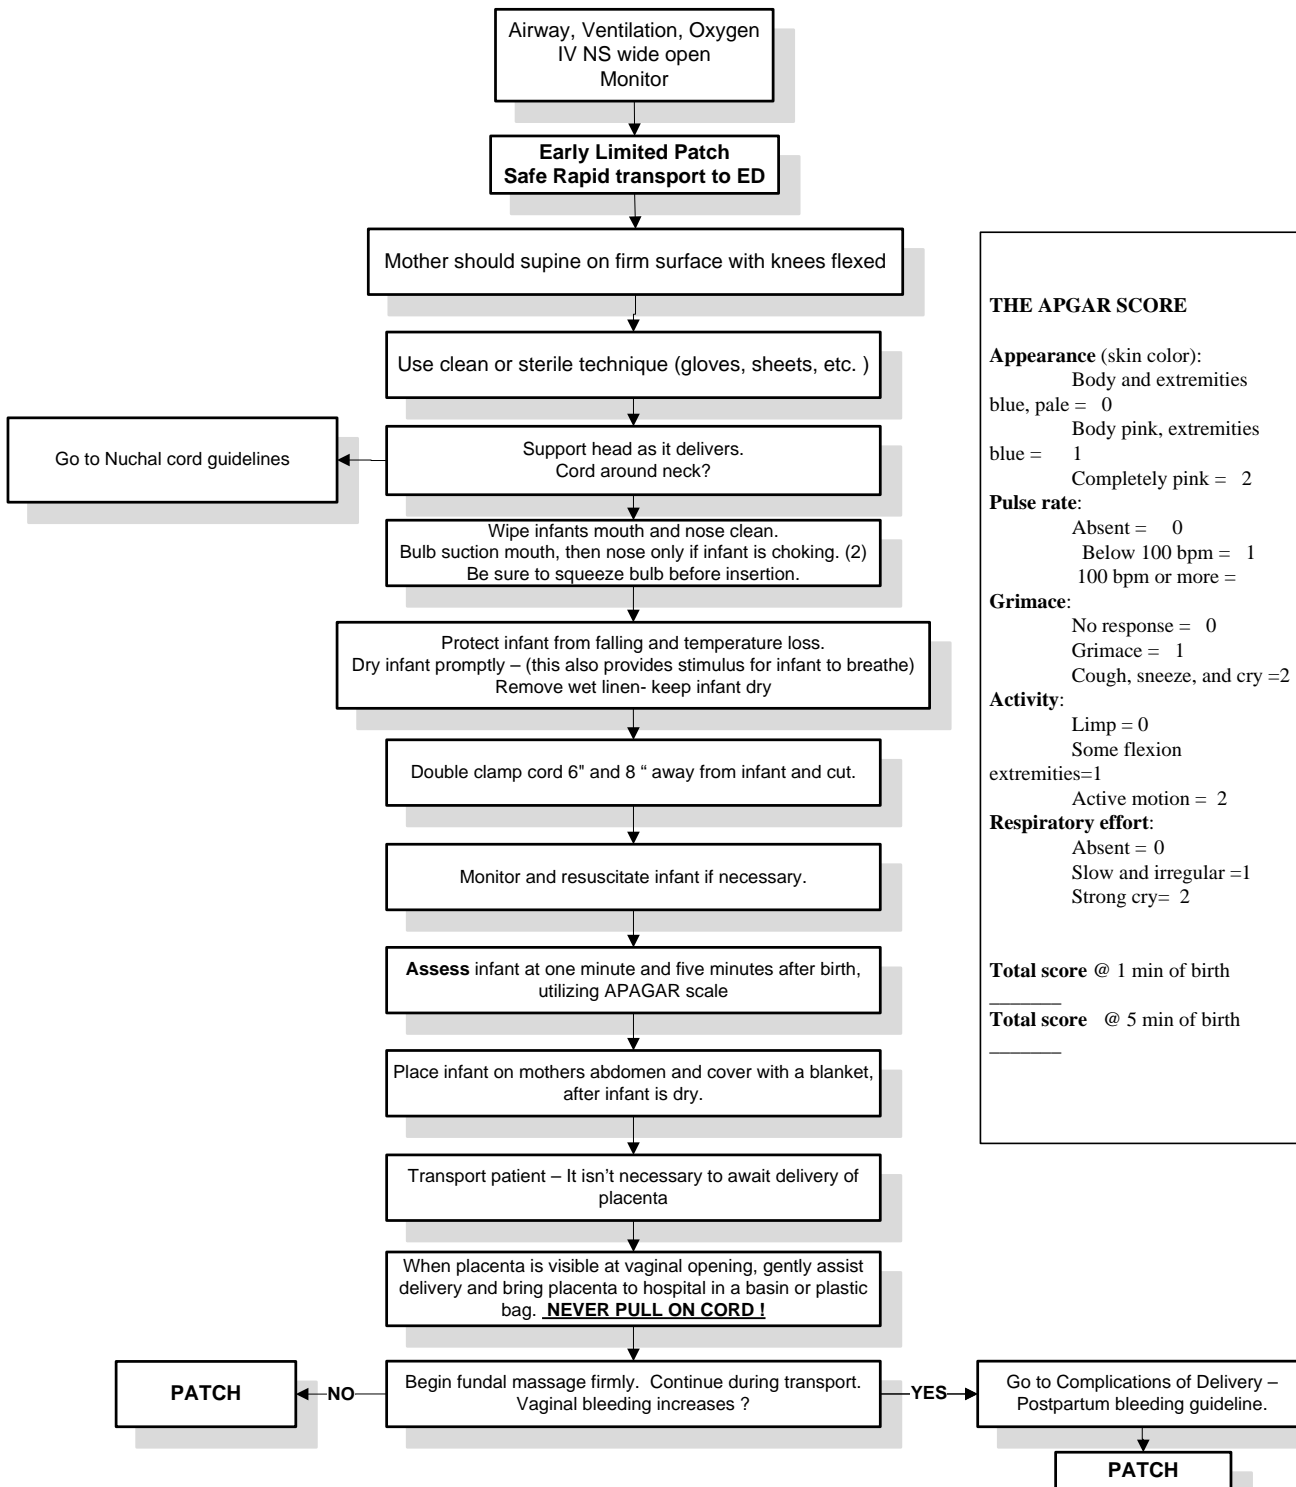 Airway, Ventilation, Oxygen
IV NS wide open
Monitor
Early Limited Patch
Safe Rapid transport to ED
Mother should supine on firm surface with knees flexed
Use clean or sterile technique (gloves, sheets, etc. )
Support head as it delivers.
Cord around neck?
Go to Nuchal cord guidelines
Wipe infants mouth and nose clean.
Bulb suction mouth, then nose only if infant is choking. (2)
Be sure to squeeze bulb before insertion.
Protect infant from falling and temperature loss.
Dry infant promptly – (this also provides stimulus for infant to breathe)
Remove wet linen- keep infant dry
Double clamp cord 6" and 8 “ away from infant and cut.
Monitor and resuscitate infant if necessary.
Assess infant at one minute and five minutes after birth,
utilizing APAGAR scale
Place infant on mothers abdomen and cover with a blanket,
after infant is dry.
Transport patient – It isn’t necessary to await delivery of
placenta
When placenta is visible at vaginal opening, gently assist
delivery and bring placenta to hospital in a basin or plastic
bag. NEVER PULL ON CORD !
Begin fundal massage firmly. Continue during transport.
Vaginal bleeding increases ?
NO
PATCH
YES
Go to Complications of Delivery –
Postpartum bleeding guideline.
PATCH
THE APGAR SCORE
Appearance (skin color):
Body and extremities
blue, pale = 0
Body pink, extremities
blue = 1
Completely pink = 2
Pulse rate:
Absent = 0
Below 100 bpm = 1
100 bpm or more =
Grimace:
No response = 0
Grimace = 1
Cough, sneeze, and cry =2
Activity:
Limp = 0
Some flexion
extremities=1
Active motion = 2
Respiratory effort:
Absent = 0
Slow and irregular =1
Strong cry= 2
Total score @ 1 min of birth
_______
Total score @ 5 min of birth
_______